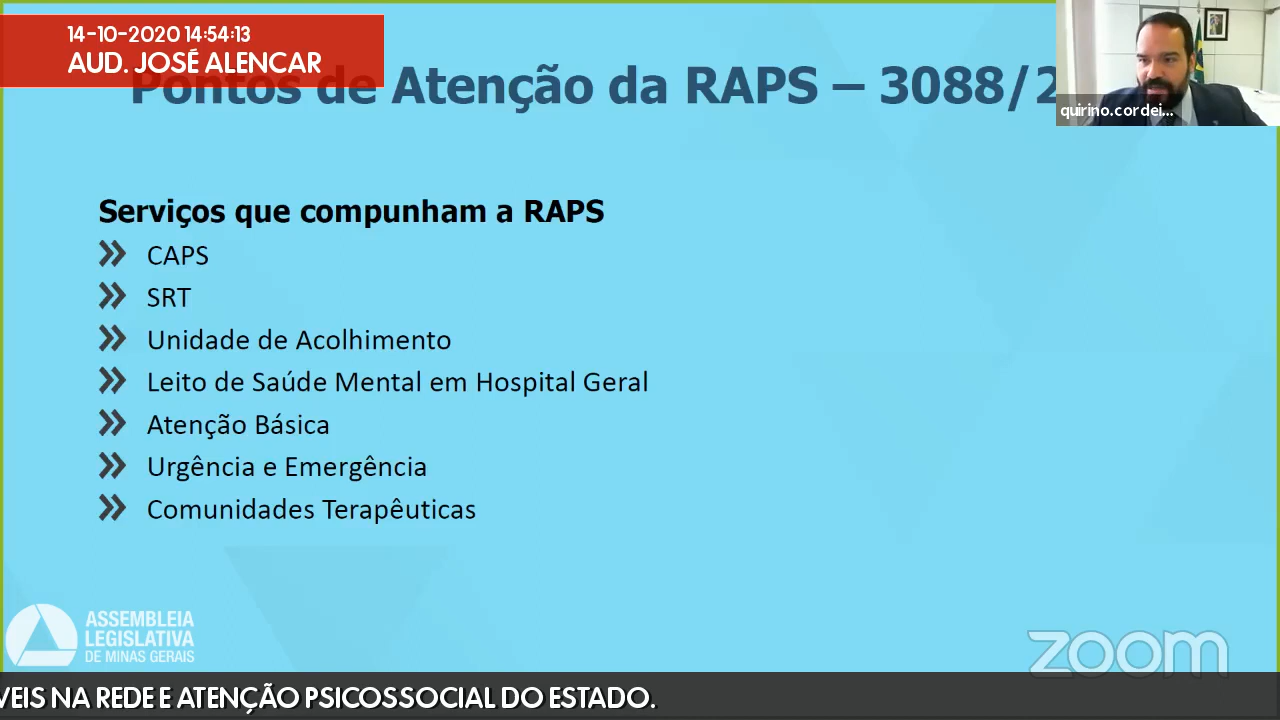 14-10-2020 14:54:13
AUD. JOSÉ ALENCAR
Pontos de Atenção da RAPS – 3088/2
quirino.cordei...
Serviços que compunham a RAPS
CAPS
SRT
Unidade de Acolhimento
Leito de Saúde Mental em Hospital Geral
Atenção Básica
Urgência e Emergência
Comunidades Terapêuticas
ASSEMBLEIA
LEGISLATIVA
DE MINAS GERAIS
zoom
VEIS NA REDE E ATENÇÃO PSICOSSOCIAL DO ESTADO.